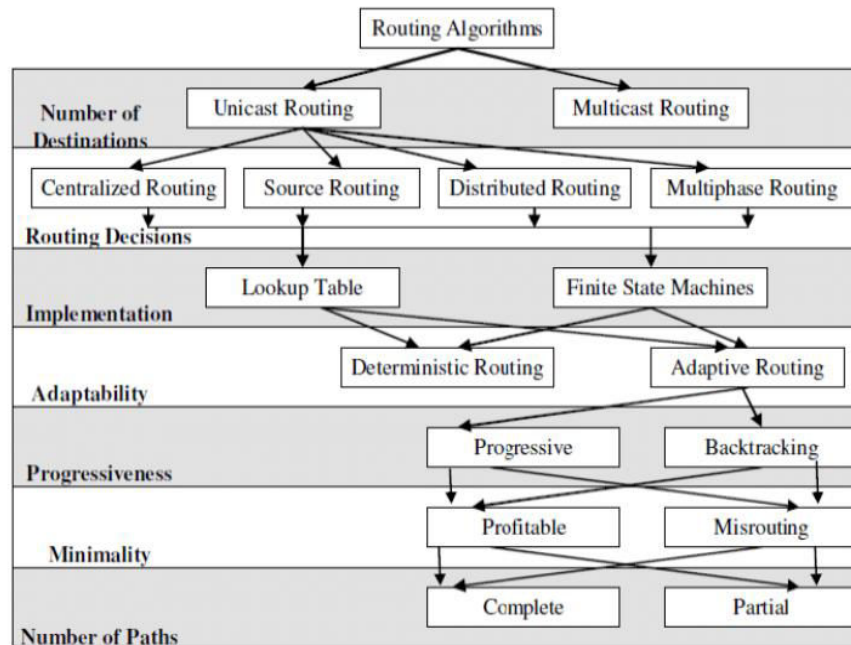 Routing Algorithms
Number of
Destinations
Unicast Routing
Multicast Routing
Centralized Routing
Source Routing
Distributed Routing
Multiphase Routing
Routing Decisions
Lookup Table
Finite State Machines
Implementation
Deterministic Routing
Adaptive Routing
Adaptability
Progressive
Backtracking
Progressiveness
Profitable
Misrouting
Minimality
Complete
Partial
Number of Paths